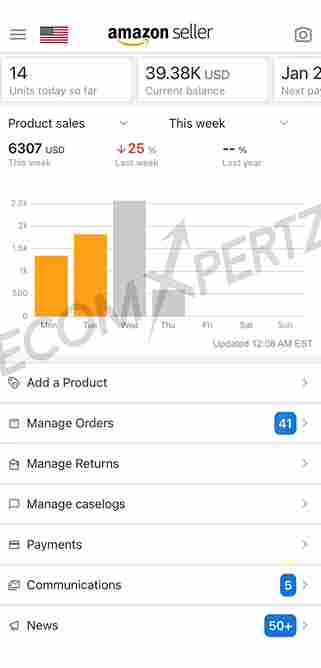 amazon seller
14
Units today so far
39.38K USD
Current balance
Jan 2
Next pa
Product sales
This week
6307 USD
This week
↓25 %
Last week
-- %
Last year
2.5k
2k
1.5k
1k
500
0
Mon Tue Wed Thu Fri Sat Sun
ECOMXPERTZ
Updated 12:08 AM EST
Add a Product
Manage Orders 41
Manage Returns
Manage caselogs
Payments
Communications 5
News 50+